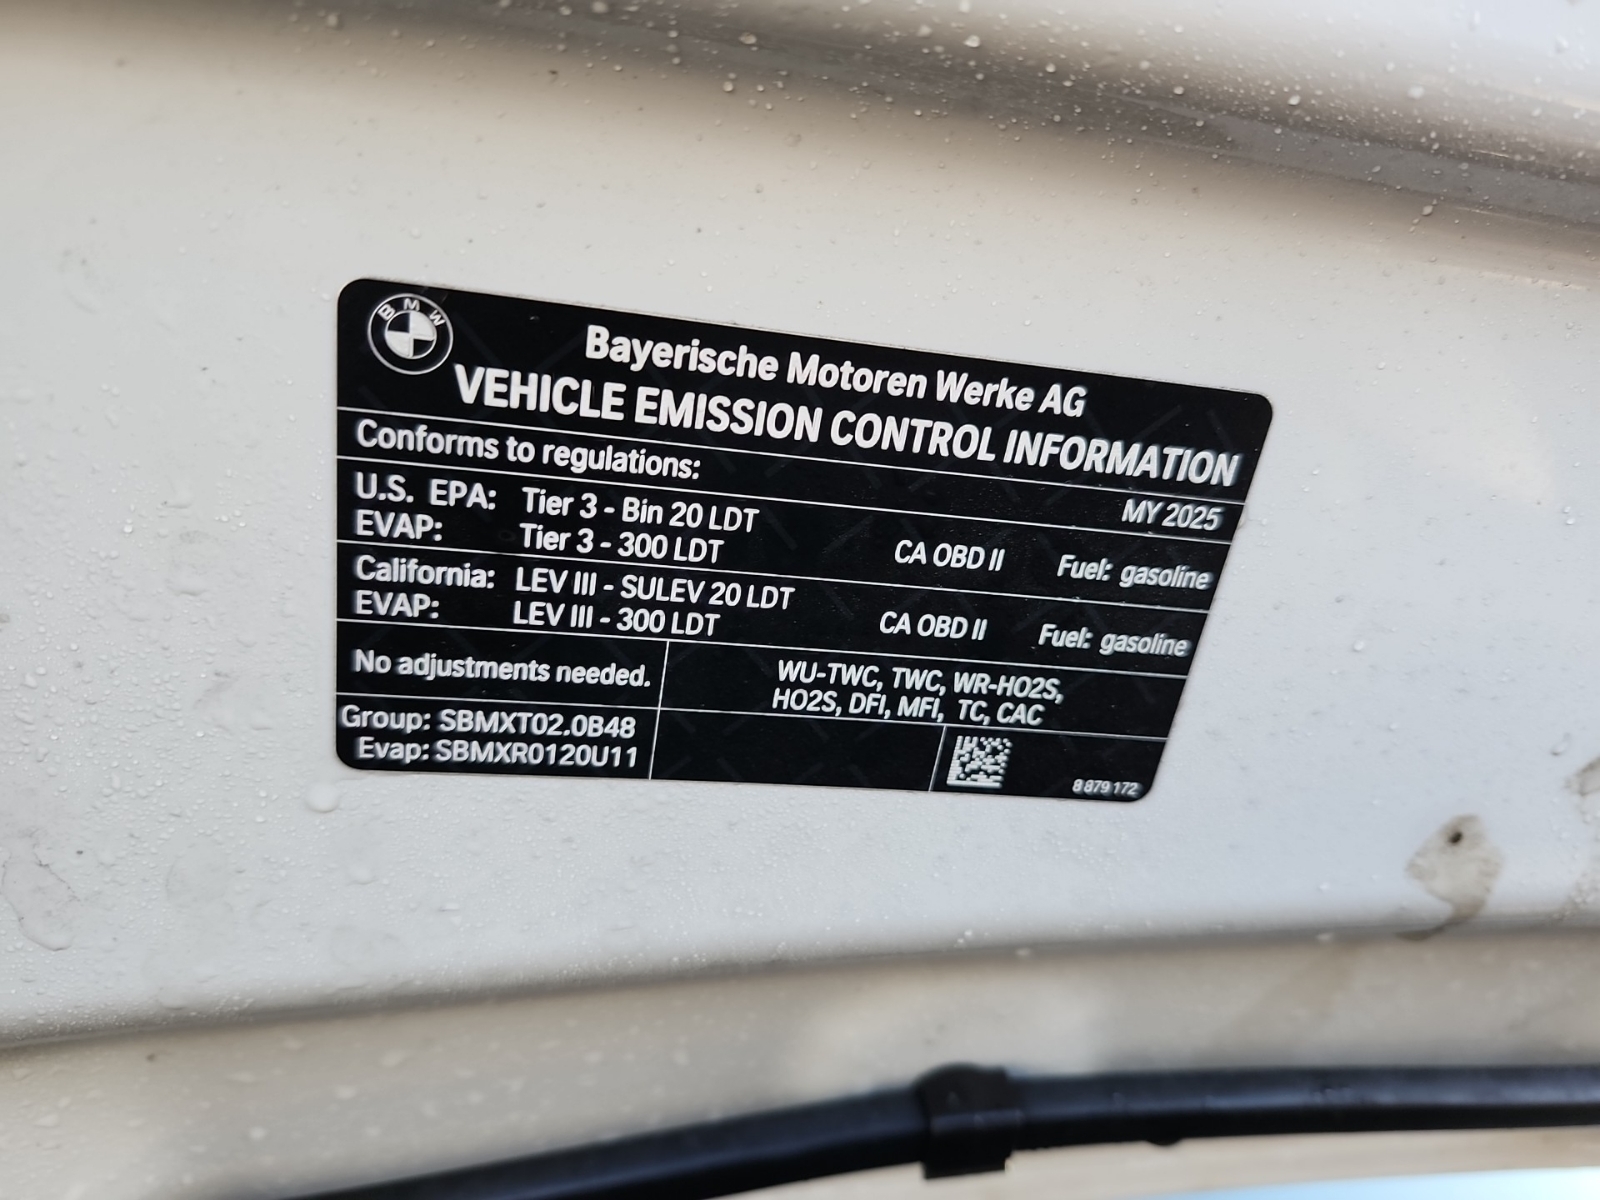 BMW
Bayerische Motoren Werke AG
VEHICLE EMISSION CONTROL INFORMATION
Conforms to regulations:
MY 2025
U.S. EPA: Tier 3 - Bin 20 LDT
EVAP: Tier 3 - 300 LDT CA OBD II Fuel: gasoline
California: LEV III - SULEV 20 LDT
EVAP: LEV III - 300 LDT CA OBD II Fuel: gasoline
No adjustments needed.
WU-TWC, TWC, WR-HO2S,
HO2S, DFI, MFI, TC, CAC
Group: SBMXT02.0B48
Evap: SBMXR0120U11
8 879 172